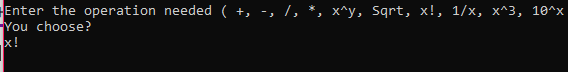 Enter the operation needed ( +, -, /, *, x^y, Sqrt, x!, 1/x, x^3, 10^x
You choose?
x!